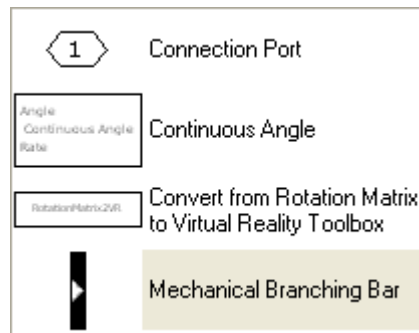 1
Connection Port
Angle
Continuous Angle
Rate
Continuous Angle
RotationMatrix2VR
Convert from Rotation Matrix
to Virtual Reality Toolbox
Mechanical Branching Bar